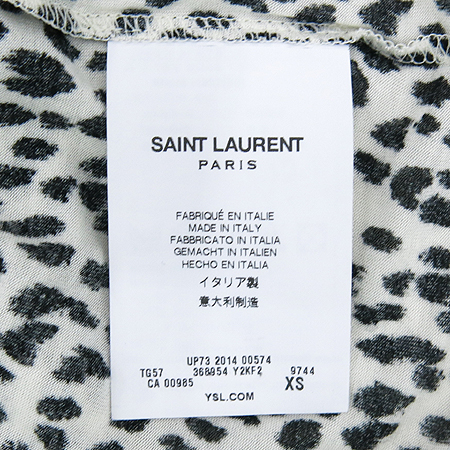 SAINT LAURENT
PARIS
FABRIQUÉ EN ITALIE
MADE IN ITALY
FABBRICATO IN ITALIA
GEMACHT IN ITALIEN
HECHO EN ITALIA
イタリア製
意大利制造
UP73 2014 00574
TG57 368954 Y2KF2 9744
CA 00985 XS
YSL.COM